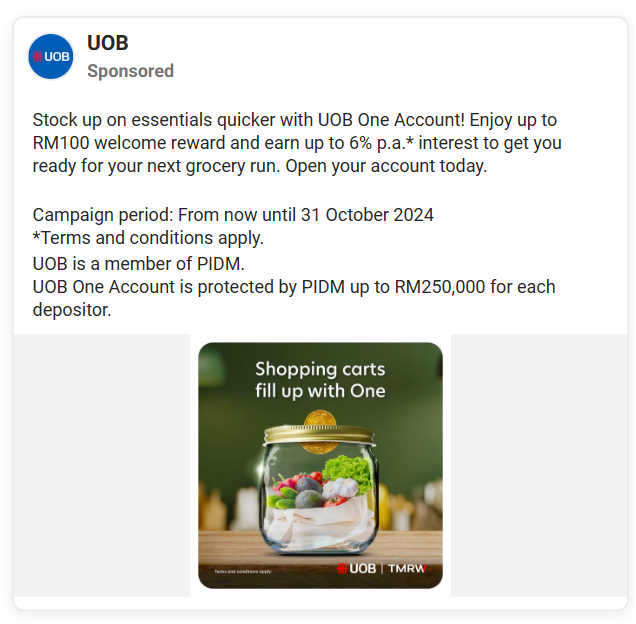 UOB
UOB
Sponsored
Stock up on essentials quicker with UOB One Account! Enjoy up to
RM100 welcome reward and earn up to 6% p.a.* interest to get you
ready for your next grocery run. Open your account today.
Campaign period: From now until 31 October 2024
*Terms and conditions apply.
UOB is a member of PIDM.
UOB One Account is protected by PIDM up to RM250,000 for each
depositor.
Shopping carts
fill up with One
Terms and conditions apply.
UOB | TMRW